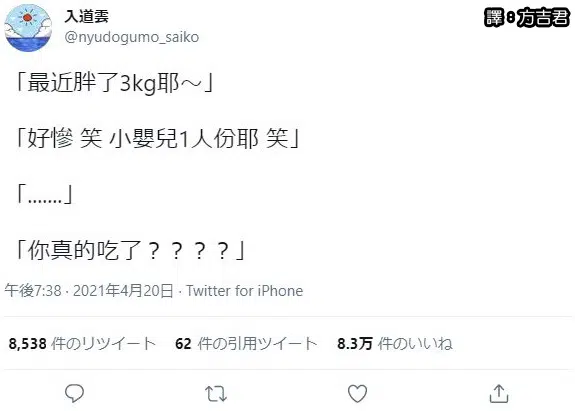 入道雲
@nyudogumo_saiko
譯8方吉君
「最近胖了3kg耶～」
「好慘 笑 小嬰兒1人份耶 笑」
「.......」
「你真的吃了？？？？」
午後7:38 · 2021年4月20日 · Twitter for iPhone
8,538 件のリツイート 62 件の引用ツイート 8.3万 件のいいね